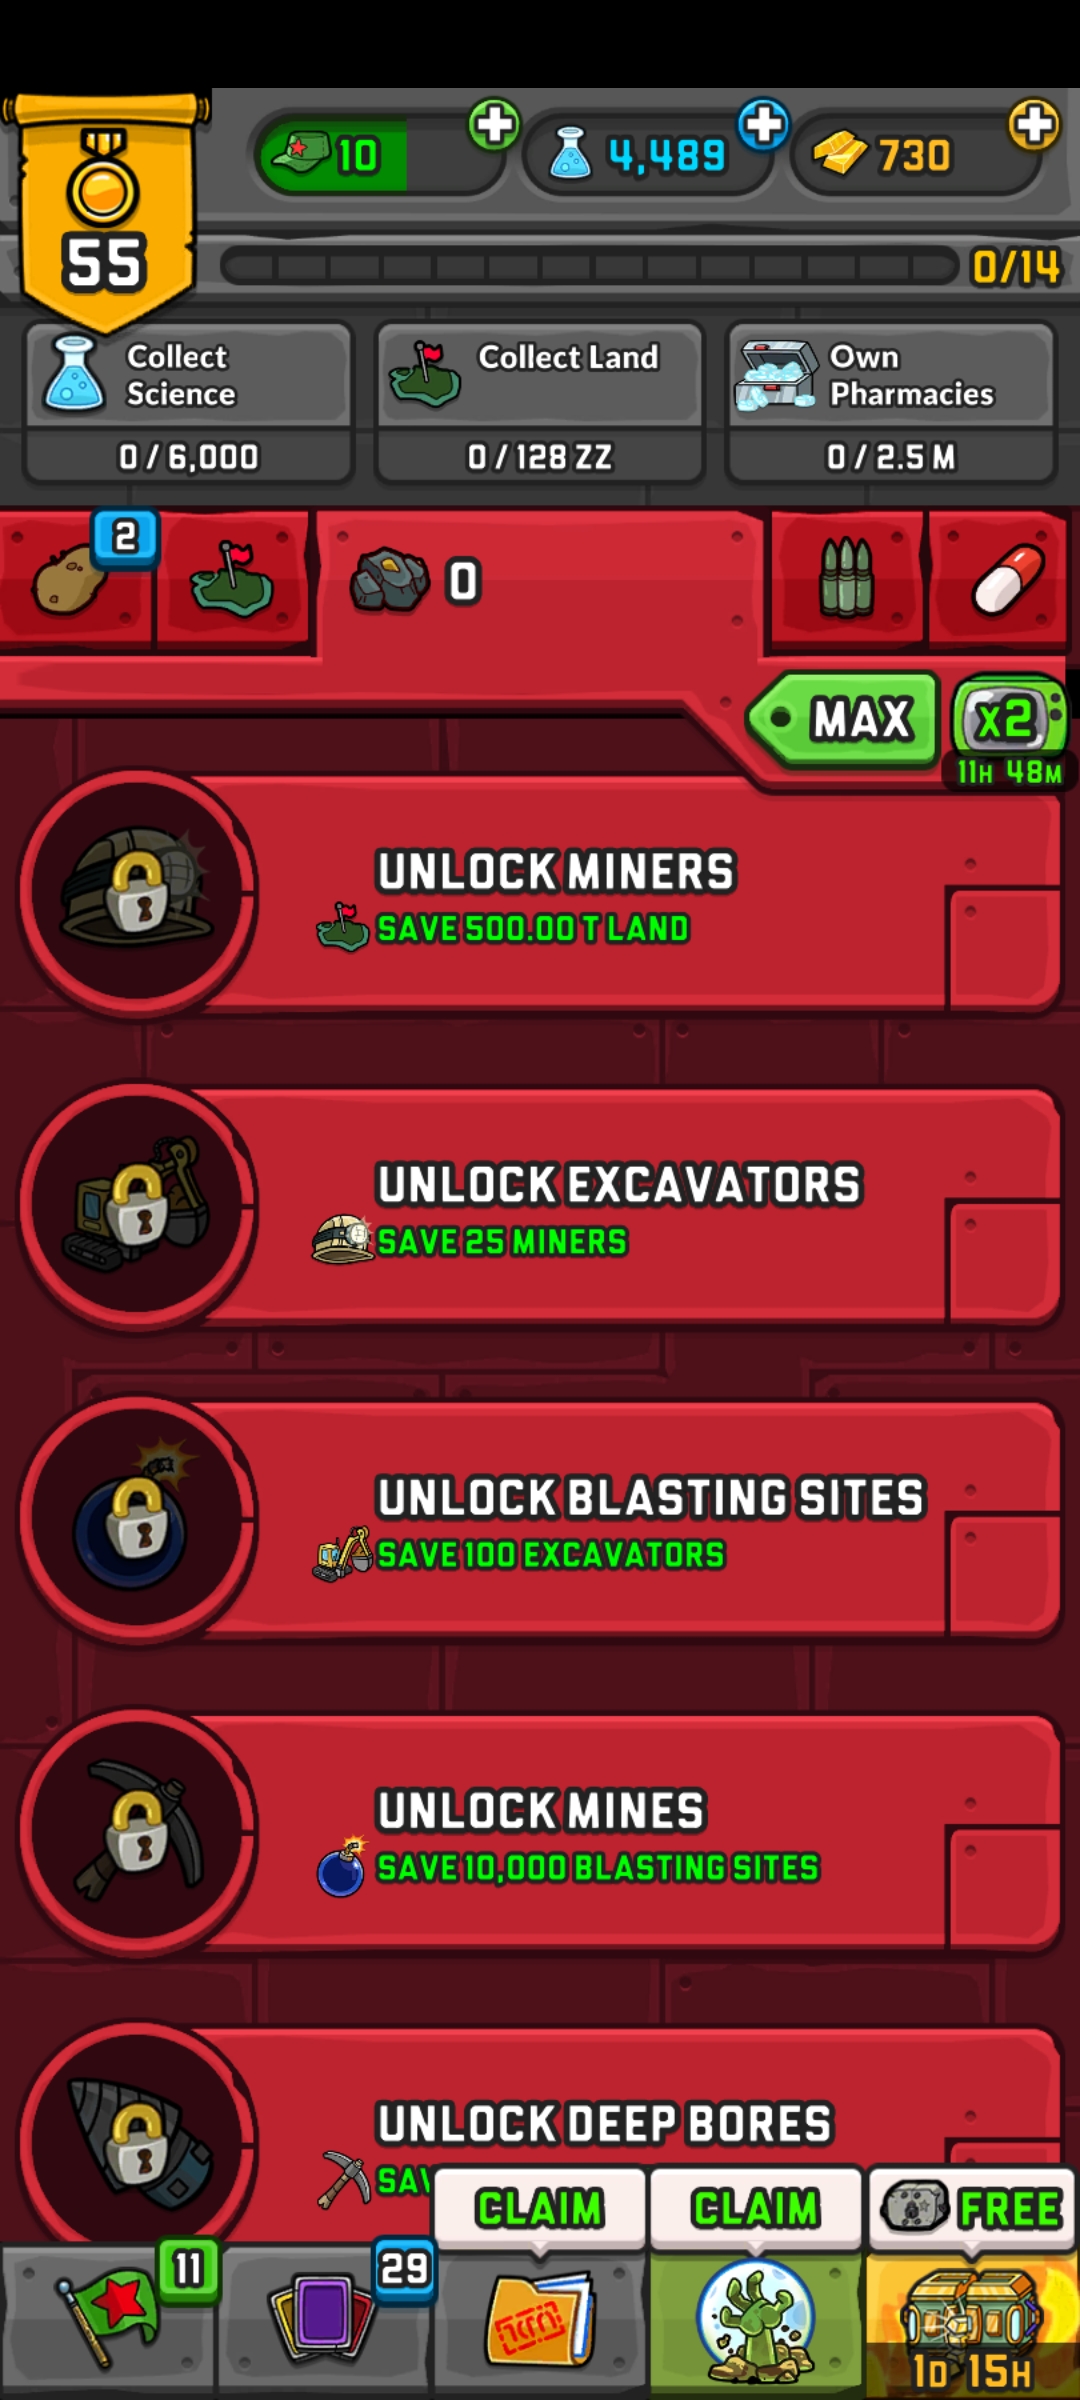 10
4,489
730
55
0/14
Collect
Science
0 / 6,000
Collect Land
0 / 128 ZZ
Own
Pharmacies
0 / 2.5 M
2
0
MAX
x2
11H 48M
UNLOCK MINERS
SAVE 500.00 T LAND
UNLOCK EXCAVATORS
SAVE 25 MINERS
UNLOCK BLASTING SITES
SAVE 100 EXCAVATORS
UNLOCK MINES
SAVE 10,000 BLASTING SITES
UNLOCK DEEP BORES
CLAIM
CLAIM
FREE
11
29
1D 15H